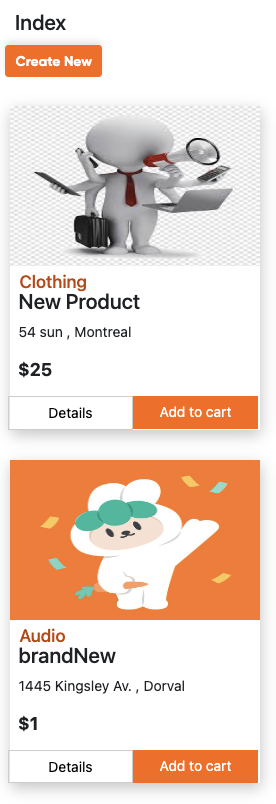 Index
Create New
Clothing
New Product
54 sun , Montreal
$25
Details
Add to cart
Audio
brandNew
1445 Kingsley Av. , Dorval
$1
Details
Add to cart